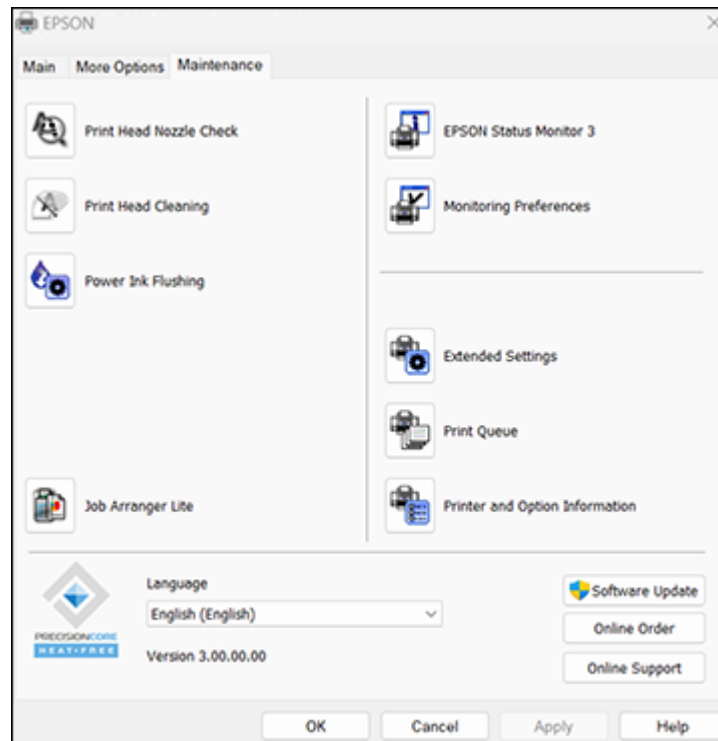 EPSON
Main More Options Maintenance
Print Head Nozzle Check
Print Head Cleaning
Power Ink Flushing
Job Arranger Lite
EPSON Status Monitor 3
Monitoring Preferences
Extended Settings
Print Queue
Printer and Option Information
PRECISIONCORE
HEAT-FREE
Language
English (English)
Version 3.00.00.00
Software Update
Online Order
Online Support
OK Cancel Apply Help